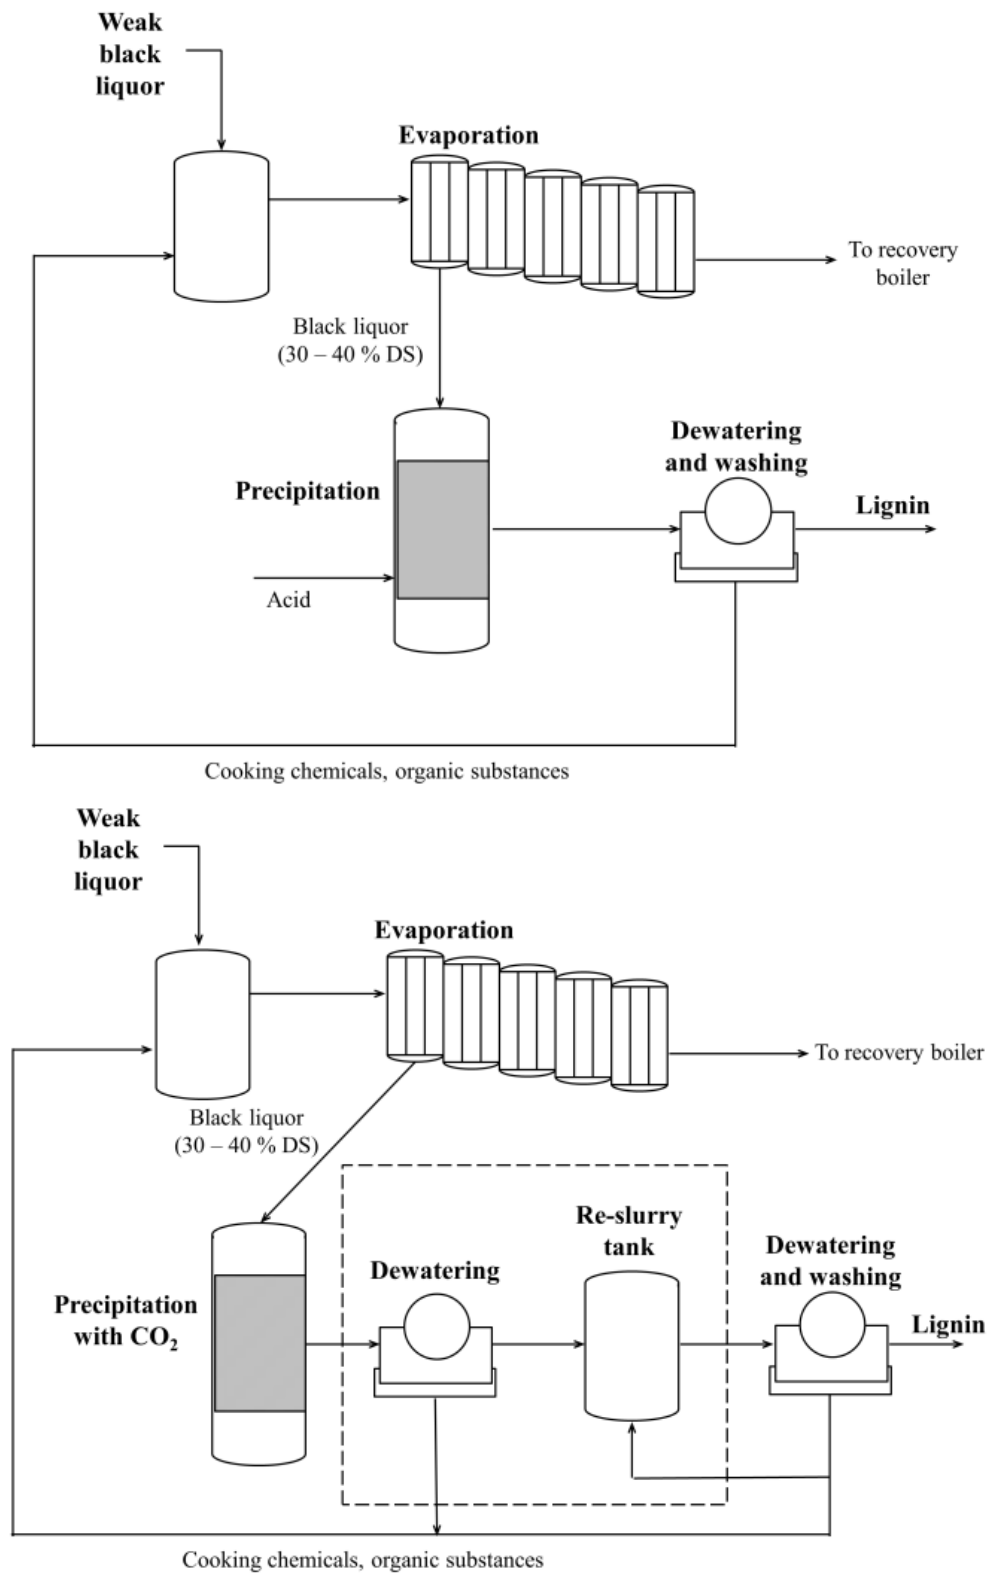 Weak
black
liquor
Evaporation
To recovery
boiler
Black liquor
(30 – 40 % DS)
Dewatering
and washing
Precipitation
Lignin
Acid
Cooking chemicals, organic substances
Weak
black
liquor
Evaporation
To recovery boiler
Black liquor
(30 – 40 % DS)
Re-slurry
tank
Dewatering
Dewatering
and washing
Precipitation
with CO₂
Lignin
Cooking chemicals, organic substances